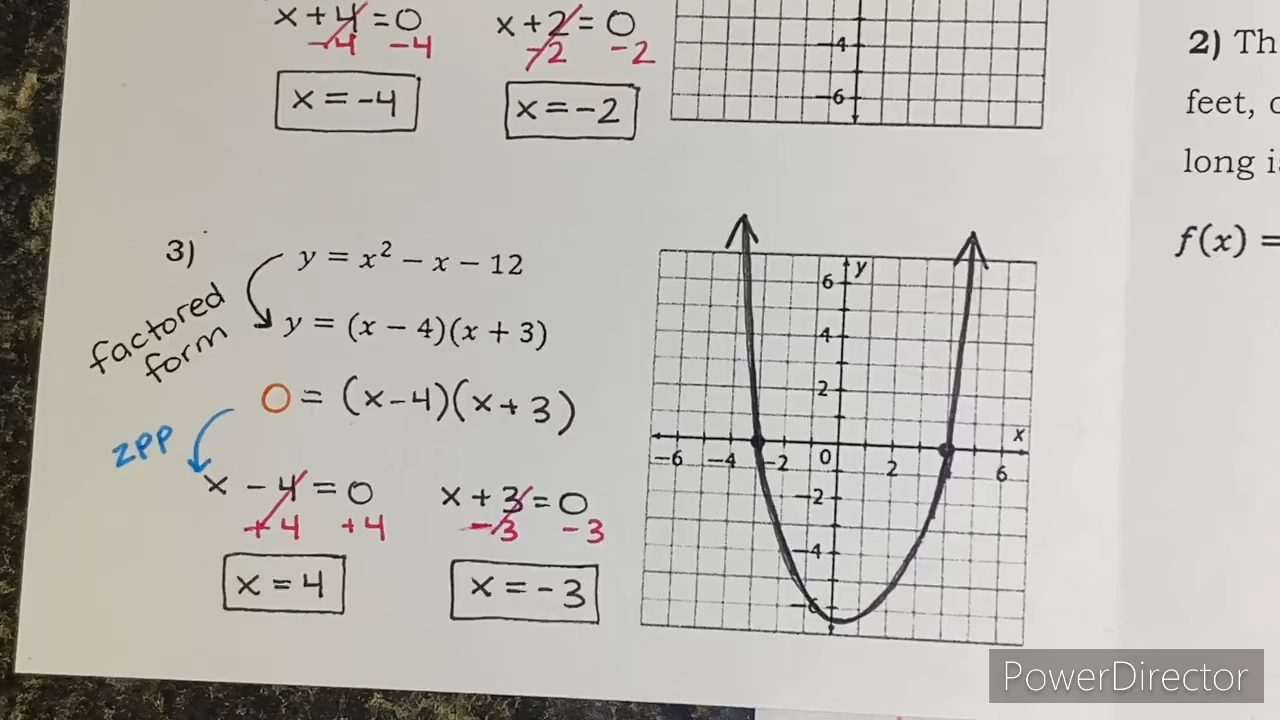 x + 4 = 0
-4 -4
x = -4
x + 2 = 0
-2 -2
x = -2
-4
-6
2) Th
feet,
long
f(x) =
3)
y = x² − x − 12
factored form
y = (x − 4)(x + 3)
0 = (x-4)(x+3)
ZPP
x - 4 = 0
+4 +4
x = 4
x + 3 = 0
-3 -3
x = -3
y
6
4
2
x
-6 -4 -2 0 2 6
-2
-4
-6
PowerDirector